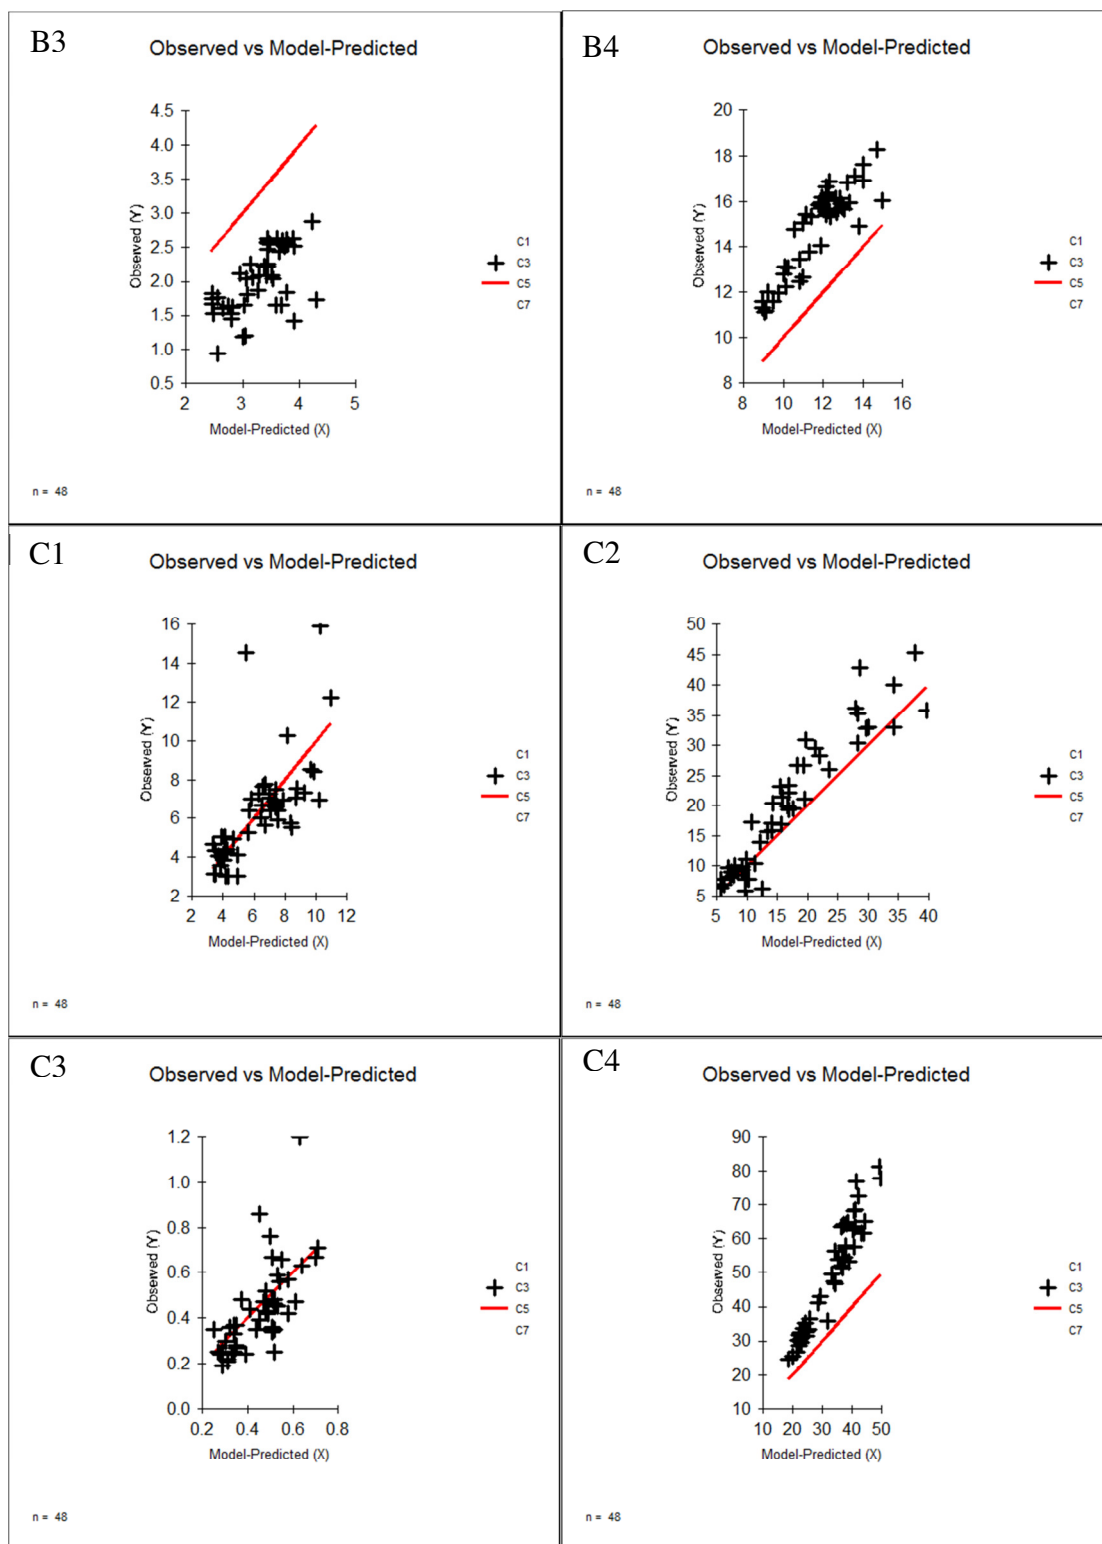 B3
Observed vs Model-Predicted
4.5
4.0
3.5
3.0
2.5
2.0
1.5
1.0
0.5
Observed (Y)
2 3 4 5
Model-Predicted (X)
C1
C3
C5
C7
n = 48
B4
Observed vs Model-Predicted
20
18
16
14
12
10
8
Observed (Y)
8 10 12 14 16
Model-Predicted (X)
C1
C3
C5
C7
n = 48
C1
Observed vs Model-Predicted
16
14
12
10
8
6
4
2
Observed (Y)
2 4 6 8 10 12
Model-Predicted (X)
C1
C3
C5
C7
n = 48
C2
Observed vs Model-Predicted
50
45
40
35
30
25
20
15
10
5
Observed (Y)
5 10 15 20 25 30 35 40
Model-Predicted (X)
C1
C3
C5
C7
n = 48
C3
Observed vs Model-Predicted
1.2
1.0
0.8
0.6
0.4
0.2
0.0
Observed (Y)
0.2 0.4 0.6 0.8
Model-Predicted (X)
C1
C3
C5
C7
n = 48
C4
Observed vs Model-Predicted
90
80
70
60
50
40
30
20
10
Observed (Y)
10 20 30 40 50
Model-Predicted (X)
C1
C3
C5
C7
n = 48